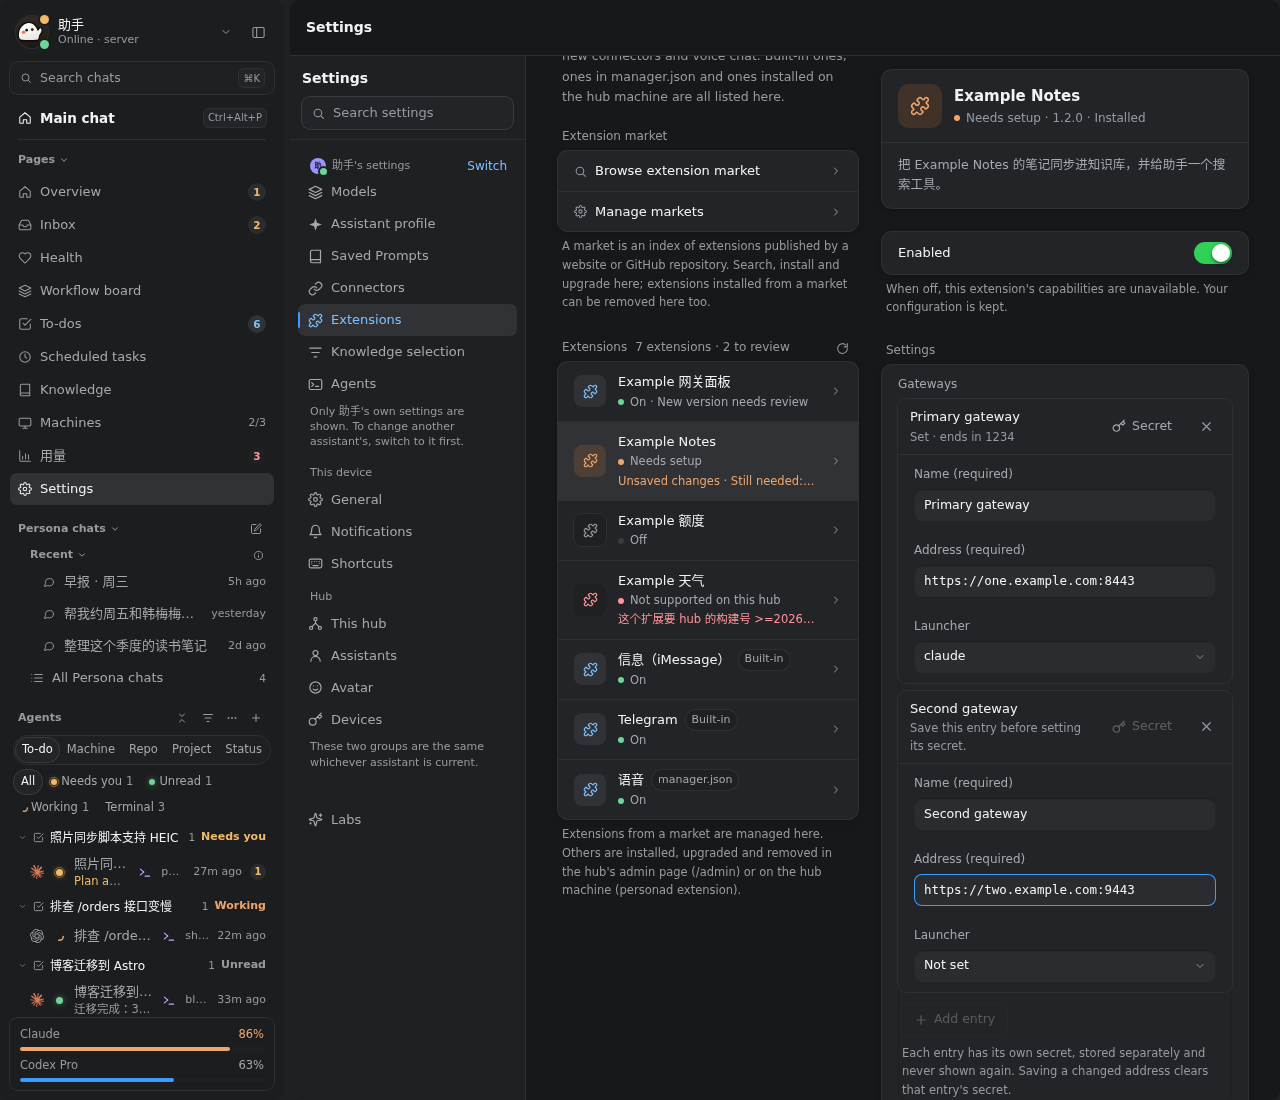 助手
Online · server
Search chats
⌘K
Main chat
Ctrl+Alt+P
Pages
Overview
1
Inbox
2
Health
Workflow board
To-dos
6
Scheduled tasks
Knowledge
Machines
2/3
用量
3
Settings
Persona chats
Recent
早报 · 周三
5h ago
帮我约周五和韩梅梅…
yesterday
整理这个季度的读书笔记
2d ago
All Persona chats
4
Agents
To-do
Machine
Repo
Project
Status
All
Needs you 1
Unread 1
Working 1
Terminal 3
照片同步脚本支持 HEIC
1
Needs you
照片同…
p…
27m ago
1
Plan a…
排查 /orders 接口变慢
1
Working
排查 /orde…
sh…
22m ago
博客迁移到 Astro
1
Unread
博客迁移到…
bl…
33m ago
迁移完成：3…
Claude
86%
Codex Pro
63%
Settings
Settings
Search settings
助手's settings
Switch
Models
Assistant profile
Saved Prompts
Connectors
Extensions
Knowledge selection
Agents
Only 助手's own settings are
shown. To change another
assistant's, switch to it first.
This device
General
Notifications
Shortcuts
Hub
This hub
Assistants
Avatar
Devices
These two groups are the same
whichever assistant is current.
Labs
new connectors and voice chat. Built-in ones,
ones in manager.json and ones installed on
the hub machine are all listed here.
Extension market
Browse extension market
Manage markets
A market is an index of extensions published by a
website or GitHub repository. Search, install and
upgrade here; extensions installed from a market
can be removed here too.
Extensions
7 extensions · 2 to review
Example 网关面板
On · New version needs review
Example Notes
Needs setup
Unsaved changes · Still needed:…
Example 额度
Off
Example 天气
Not supported on this hub
这个扩展要 hub 的构建号 >=2026…
信息（iMessage）
Built-in
On
Telegram
Built-in
On
语音
manager.json
On
Extensions from a market are managed here.
Others are installed, upgraded and removed in
the hub's admin page (/admin) or on the hub
machine (personal extension).
Example Notes
Needs setup · 1.2.0 · Installed
把 Example Notes 的笔记同步进知识库，并给助手一个搜
索工具。
Enabled
When off, this extension's capabilities are unavailable. Your
configuration is kept.
Settings
Gateways
Primary gateway
Set · ends in 1234
Secret
Name (required)
Primary gateway
Address (required)
https://one.example.com:8443
Launcher
claude
Second gateway
Save this entry before setting
its secret.
Secret
Name (required)
Second gateway
Address (required)
https://two.example.com:9443
Launcher
Not set
Add entry
Each entry has its own secret, stored separately and
never shown again. Saving a changed address clears
that entry's secret.